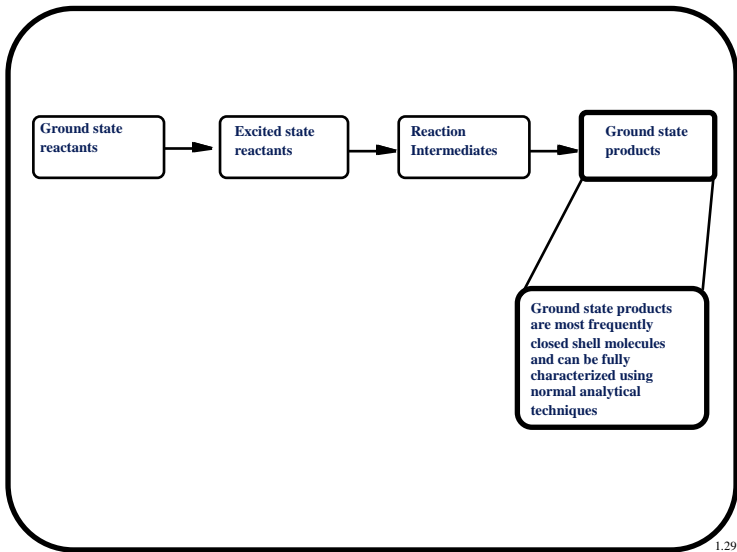 Ground state
reactants
Excited state
reactants
Reaction
Intermediates
Ground state
products
Ground state products
are most frequently
closed shell molecules
and can be fully
characterized using
normal analytical
techniques
1.29